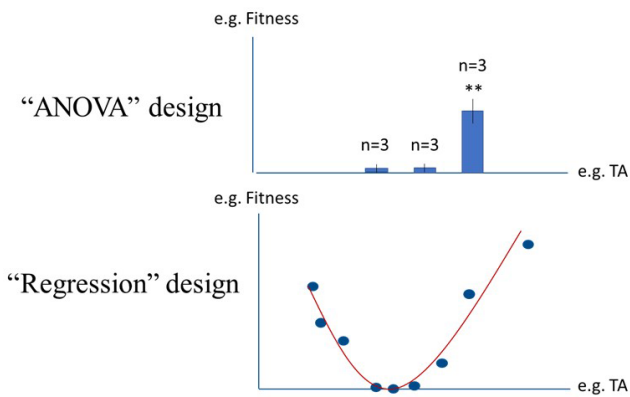 e.g. Fitness
n=3
**
“ANOVA” design
n=3 n=3
e.g. TA
e.g. Fitness
“Regression” design
e.g. TA